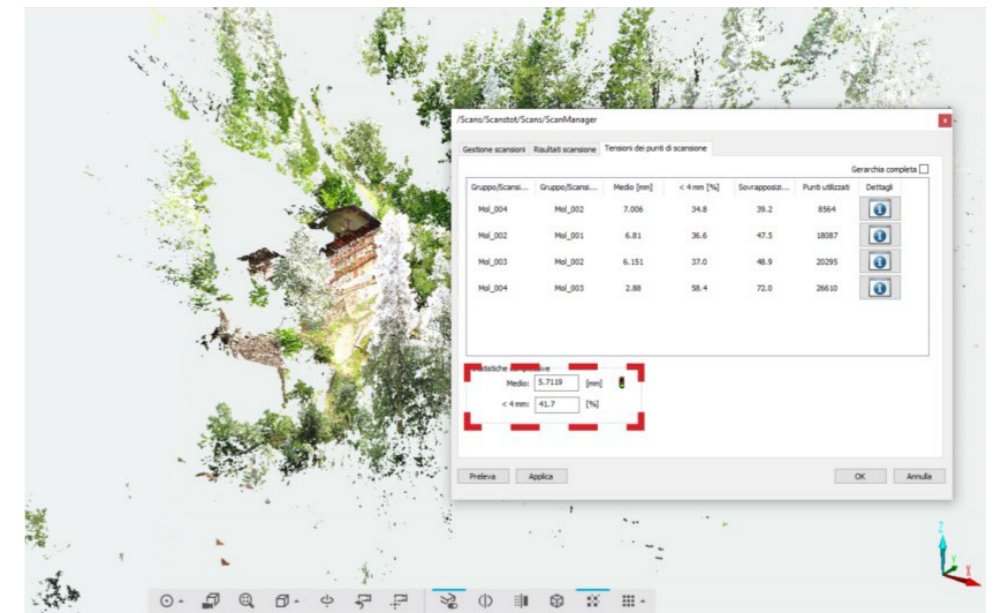 /Scans/Scanstot/Scans/ScanManager
x
Gestione scansioni Risultati scansione Tensioni dei punti di scansione
Gerarchia completa
Gruppo/Scansi... Gruppo/Scansi... Medio [mm] < 4 mm [%] Sovrapposizi... Punti utilizzati Dettagli
Mol_004 Mol_002 7.006 34.8 39.2 8564
Mol_002 Mol_001 6.81 36.6 47.5 18087
Mol_003 Mol_002 6.151 37.0 48.9 20295
Mol_004 Mol_003 2.88 58.4 72.0 26610
Medio: 5.7119 [mm]
< 4 mm: 41.7 [%]
Preleva Applica OK Annulla
Z
Y
X